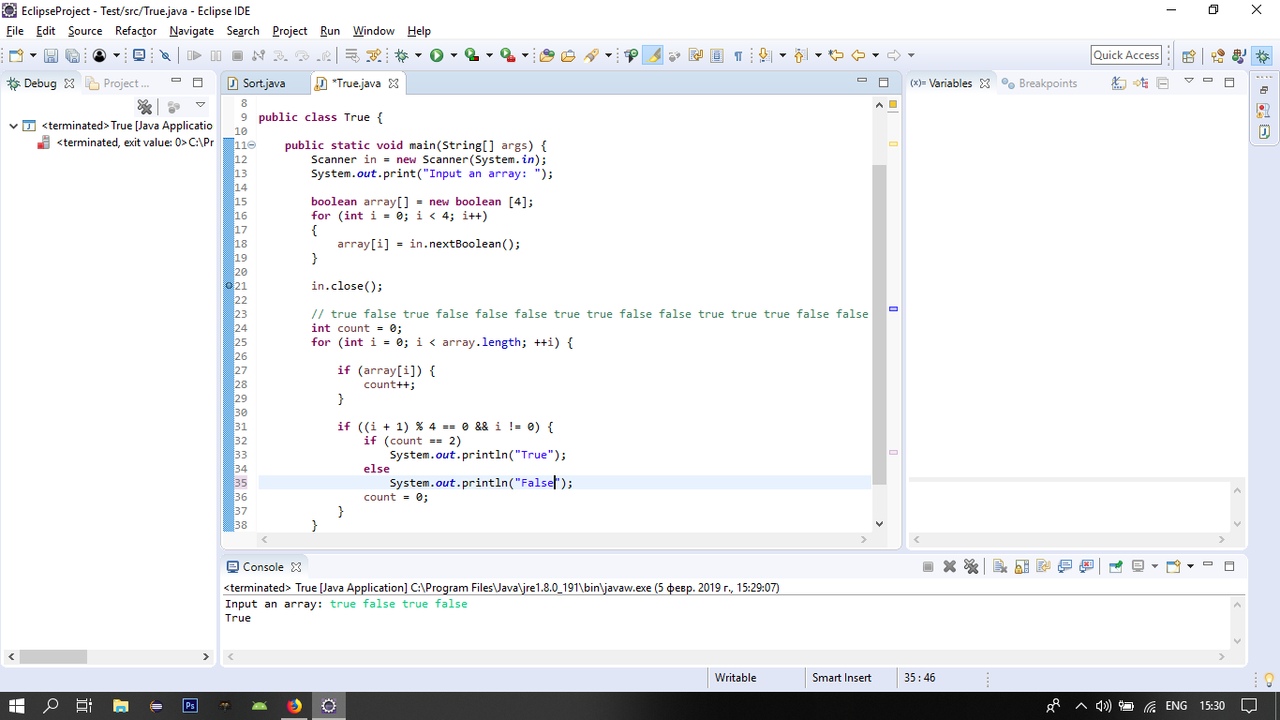 EclipseProject - Test/src/True.java - Eclipse IDE
File Edit Source Refactor Navigate Search Project Run Window Help
Quick Access
Debug Project ...
Sort.java *True.java
(x)= Variables Breakpoints
<terminated>True [Java Applicatio
<terminated, exit value: 0>C:\Pr
8
9 public class True {
10
11 public static void main(String[] args) {
12 Scanner in = new Scanner(System.in);
13 System.out.print("Input an array: ");
14
15 boolean array[] = new boolean [4];
16 for (int i = 0; i < 4; i++)
17 {
18 array[i] = in.nextBoolean();
19 }
20
21 in.close();
22
23 // true false true false false false true true false false true true true false false
24 int count = 0;
25 for (int i = 0; i < array.length; ++i) {
26
27 if (array[i]) {
28 count++;
29 }
30
31 if ((i + 1) % 4 == 0 && i != 0) {
32 if (count == 2)
33 System.out.println("True");
34 else
35 System.out.println("False");
36 count = 0;
37 }
38 }
Console
<terminated> True [Java Application] C:\Program Files\Java\jre1.8.0_191\bin\javaw.exe (5 февр. 2019 г., 15:29:07)
Input an array: true false true false
True
Writable Smart Insert 35 : 46
Ps ENG 15:30